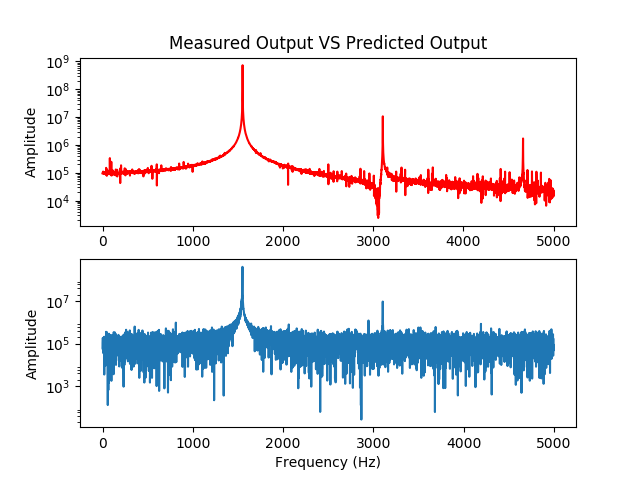 Measured Output VS Predicted Output
Amplitude
10⁹
10⁸
10⁷
10⁶
10⁵
10⁴
0 1000 2000 3000 4000 5000
Amplitude
10⁷
10⁵
10³
0 1000 2000 3000 4000 5000
Frequency (Hz)